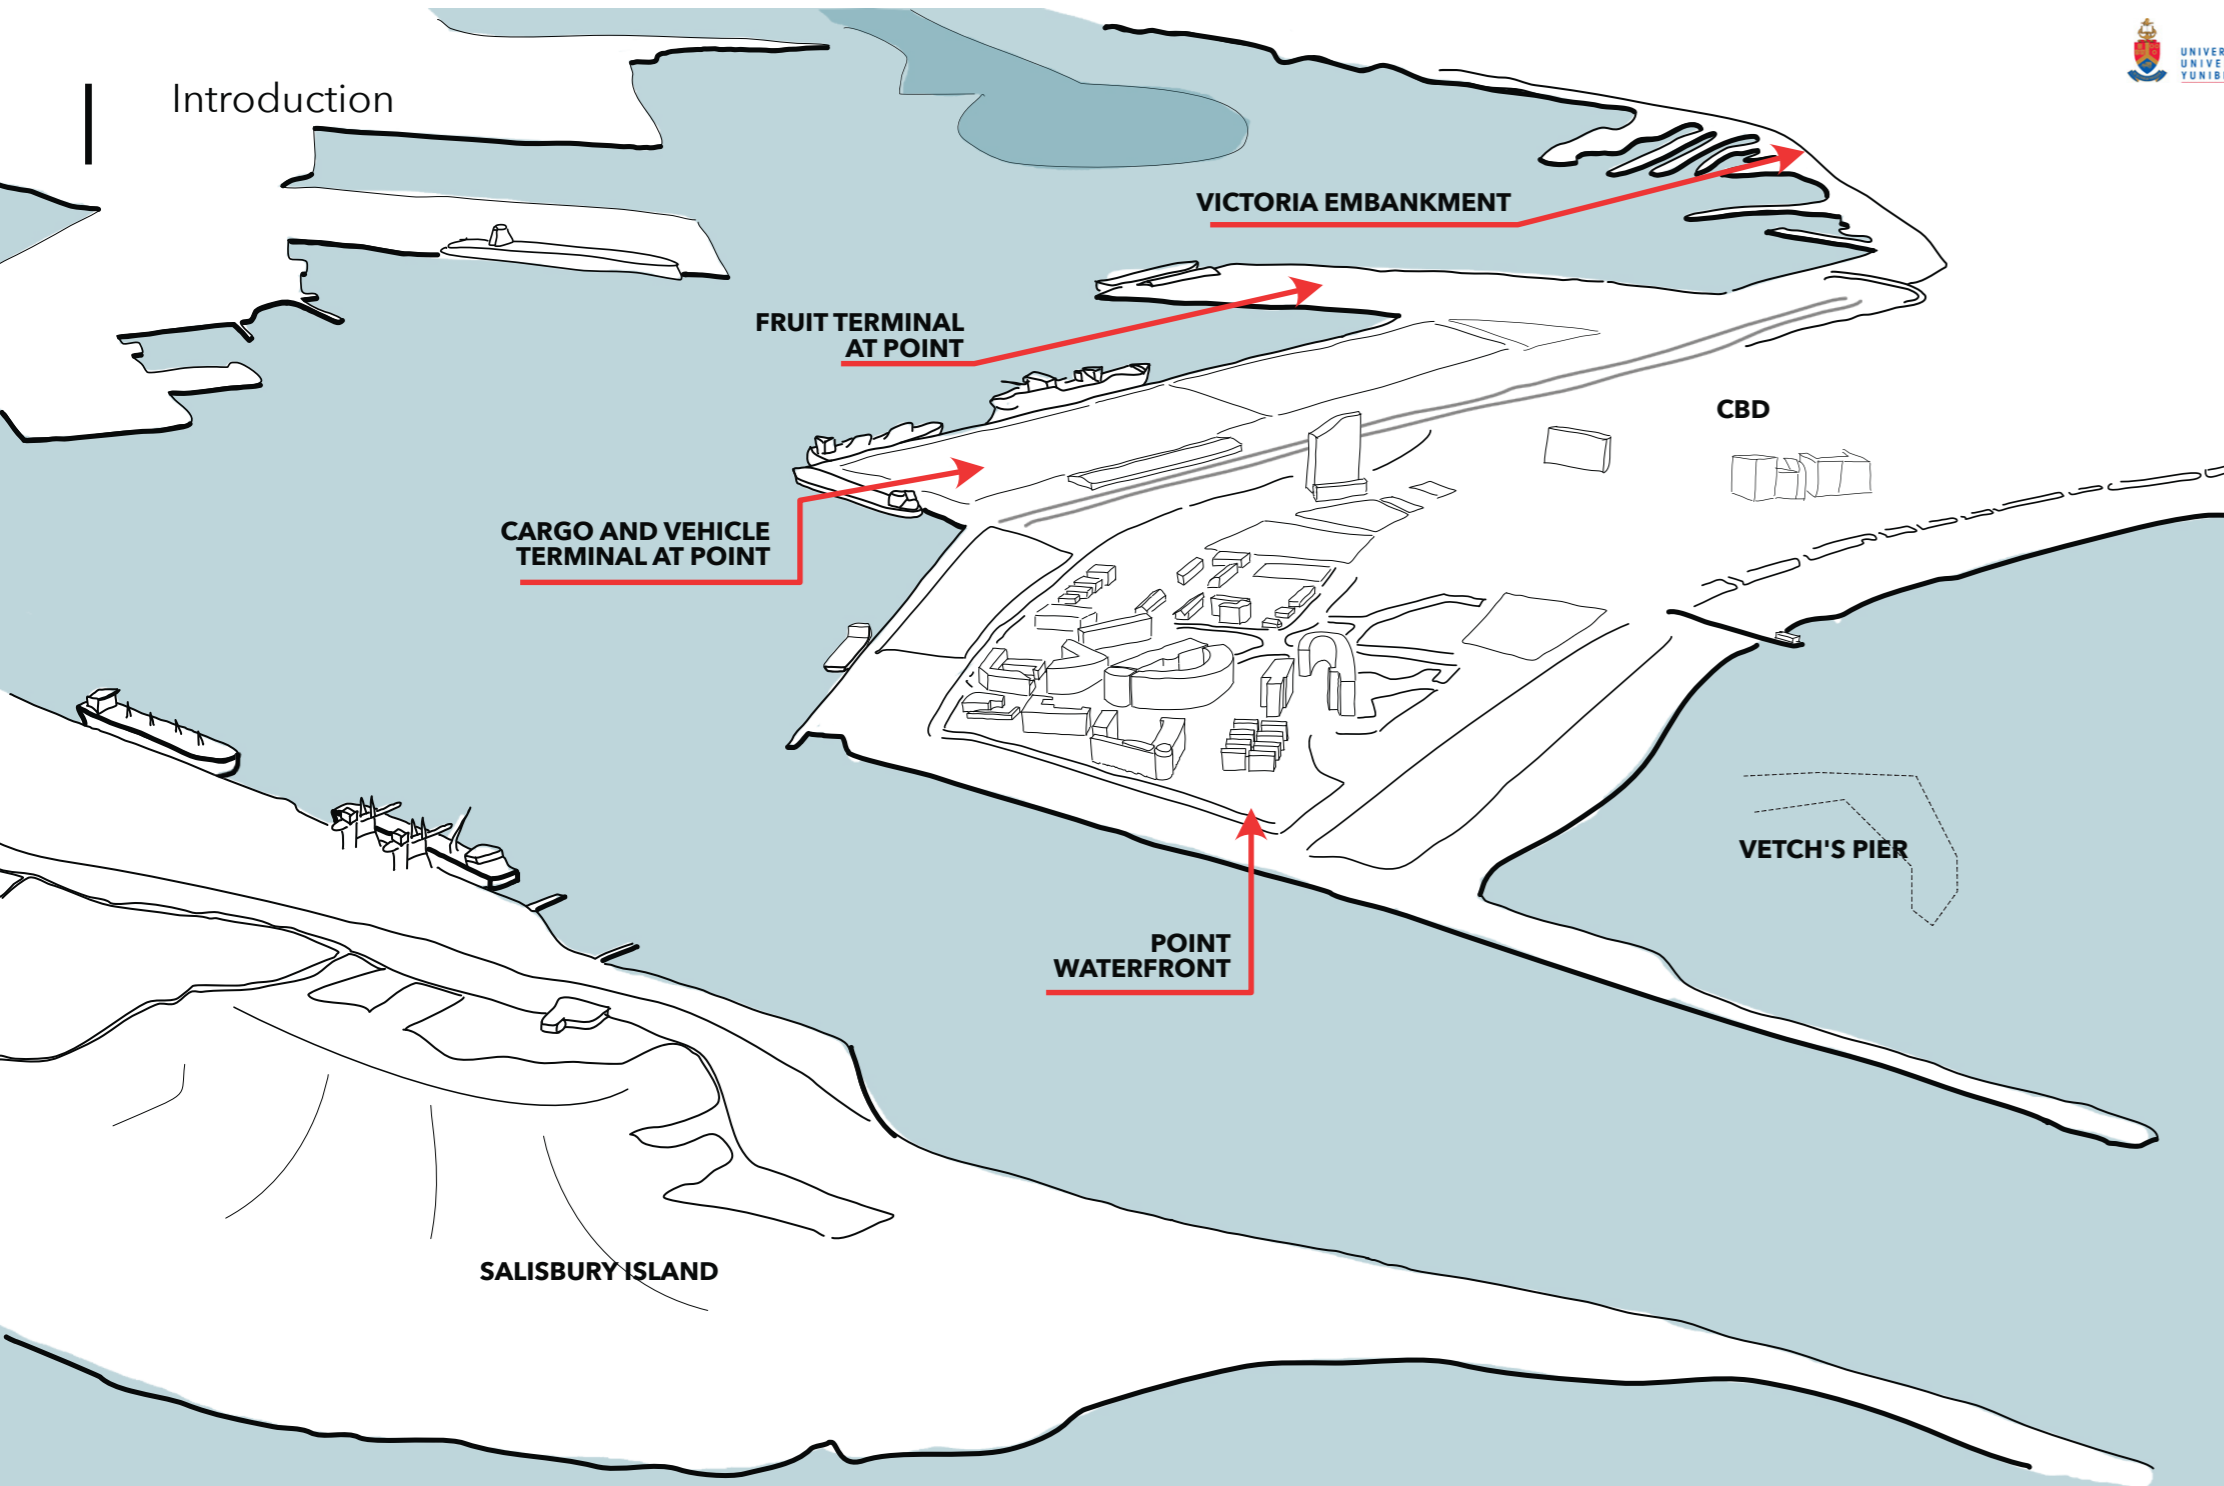 Introduction
VICTORIA EMBANKMENT
FRUIT TERMINAL
AT POINT
CBD
CARGO AND VEHICLE
TERMINAL AT POINT
VETCH'S PIER
POINT
WATERFRONT
SALISBURY ISLAND